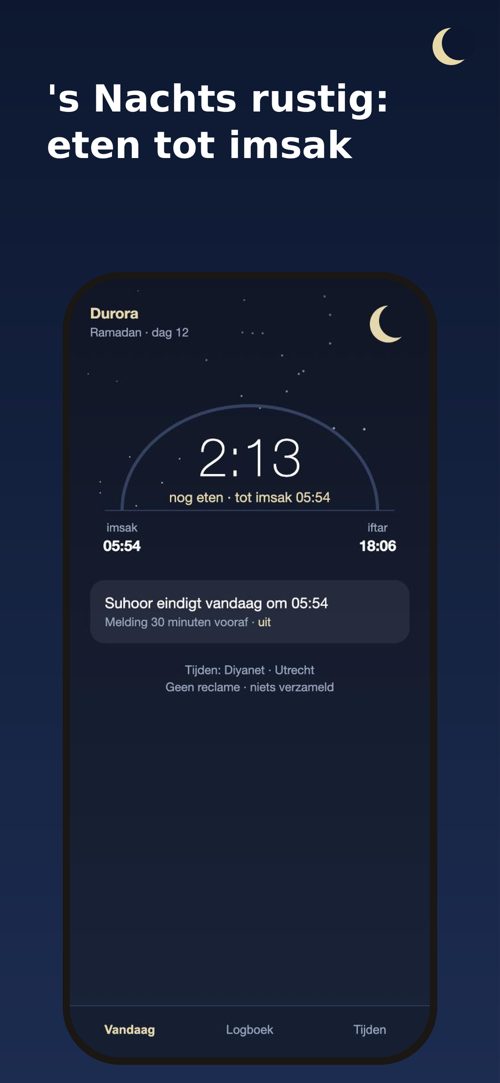 's Nachts rustig:
eten tot imsak
Durora
Ramadan · dag 12
2:13
nog eten · tot imsak 05:54
imsak
iftar
05:54
18:06
Suhoor eindigt vandaag om 05:54
Melding 30 minuten vooraf · uit
Tijden: Diyanet · Utrecht
Geen reclame · niets verzameld
Vandaag
Logboek
Tijden